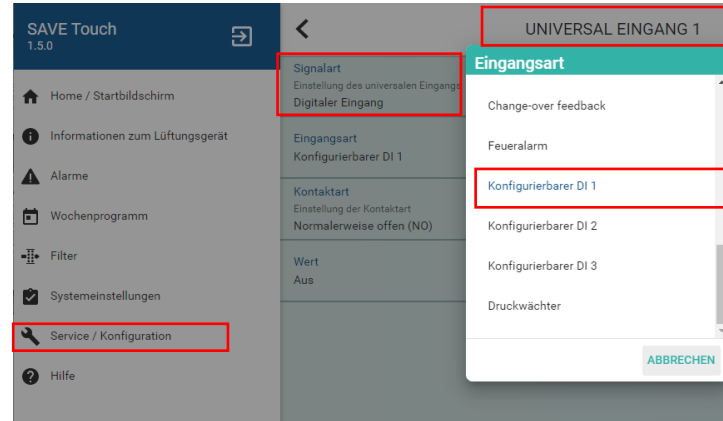 SAVE Touch
1.5.0
Home / Startbildschirm
Informationen zum Lüftungsgerät
Alarme
Wochenprogramm
Filter
Systemeinstellungen
Service / Konfiguration
Hilfe
UNIVERSAL EINGANG 1
Signalart
Einstellung des universalen Eingangs
Digitaler Eingang
Eingangsart
Konfigurierbarer DI 1
Kontaktart
Einstellung der Kontaktart
Normalerweise offen (NO)
Wert
Aus
Eingangsart
Change-over feedback
Feueralarm
Konfigurierbarer DI 1
Konfigurierbarer DI 2
Konfigurierbarer DI 3
Druckwächter
ABBRECHEN